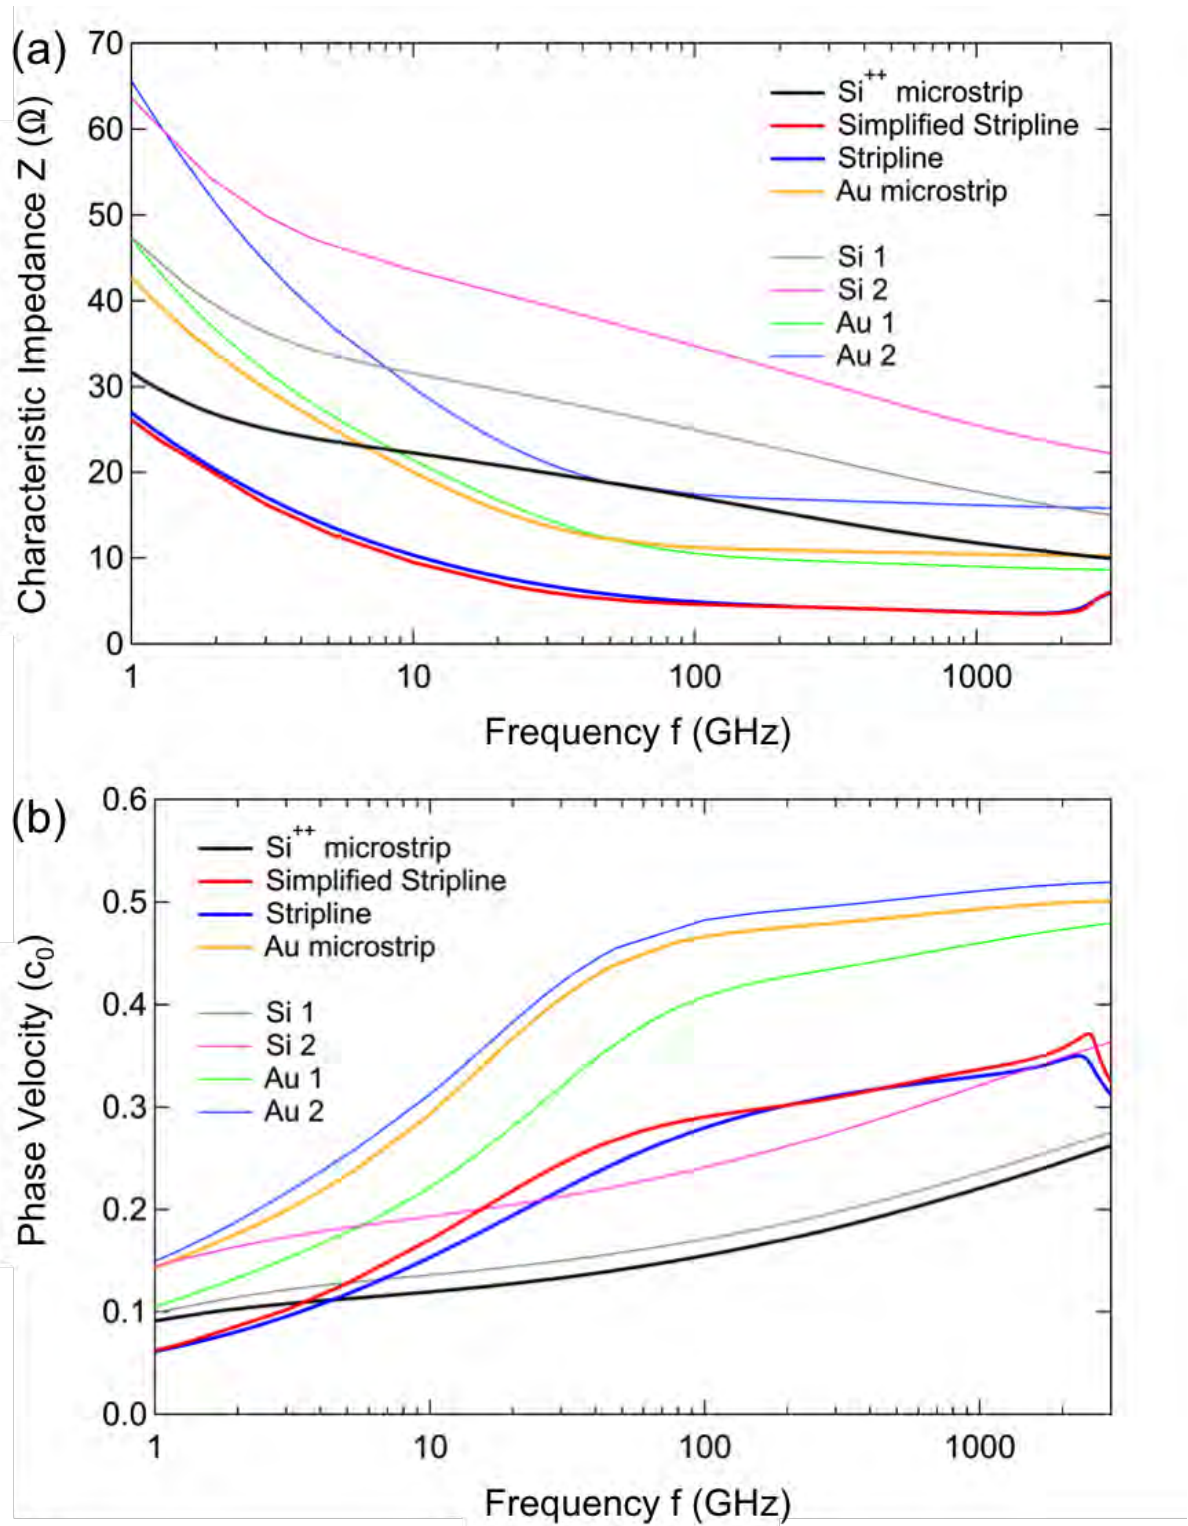 (a)
Characteristic Impedance Z (Ω)
70
60
50
40
30
20
10
0
Si++ microstrip
Simplified Stripline
Stripline
Au microstrip
Si 1
Si 2
Au 1
Au 2
1 10 100 1000
Frequency f (GHz)
(b)
Phase Velocity (c0)
0.6
0.5
0.4
0.3
0.2
0.1
0.0
Si++ microstrip
Simplified Stripline
Stripline
Au microstrip
Si 1
Si 2
Au 1
Au 2
1 10 100 1000
Frequency f (GHz)